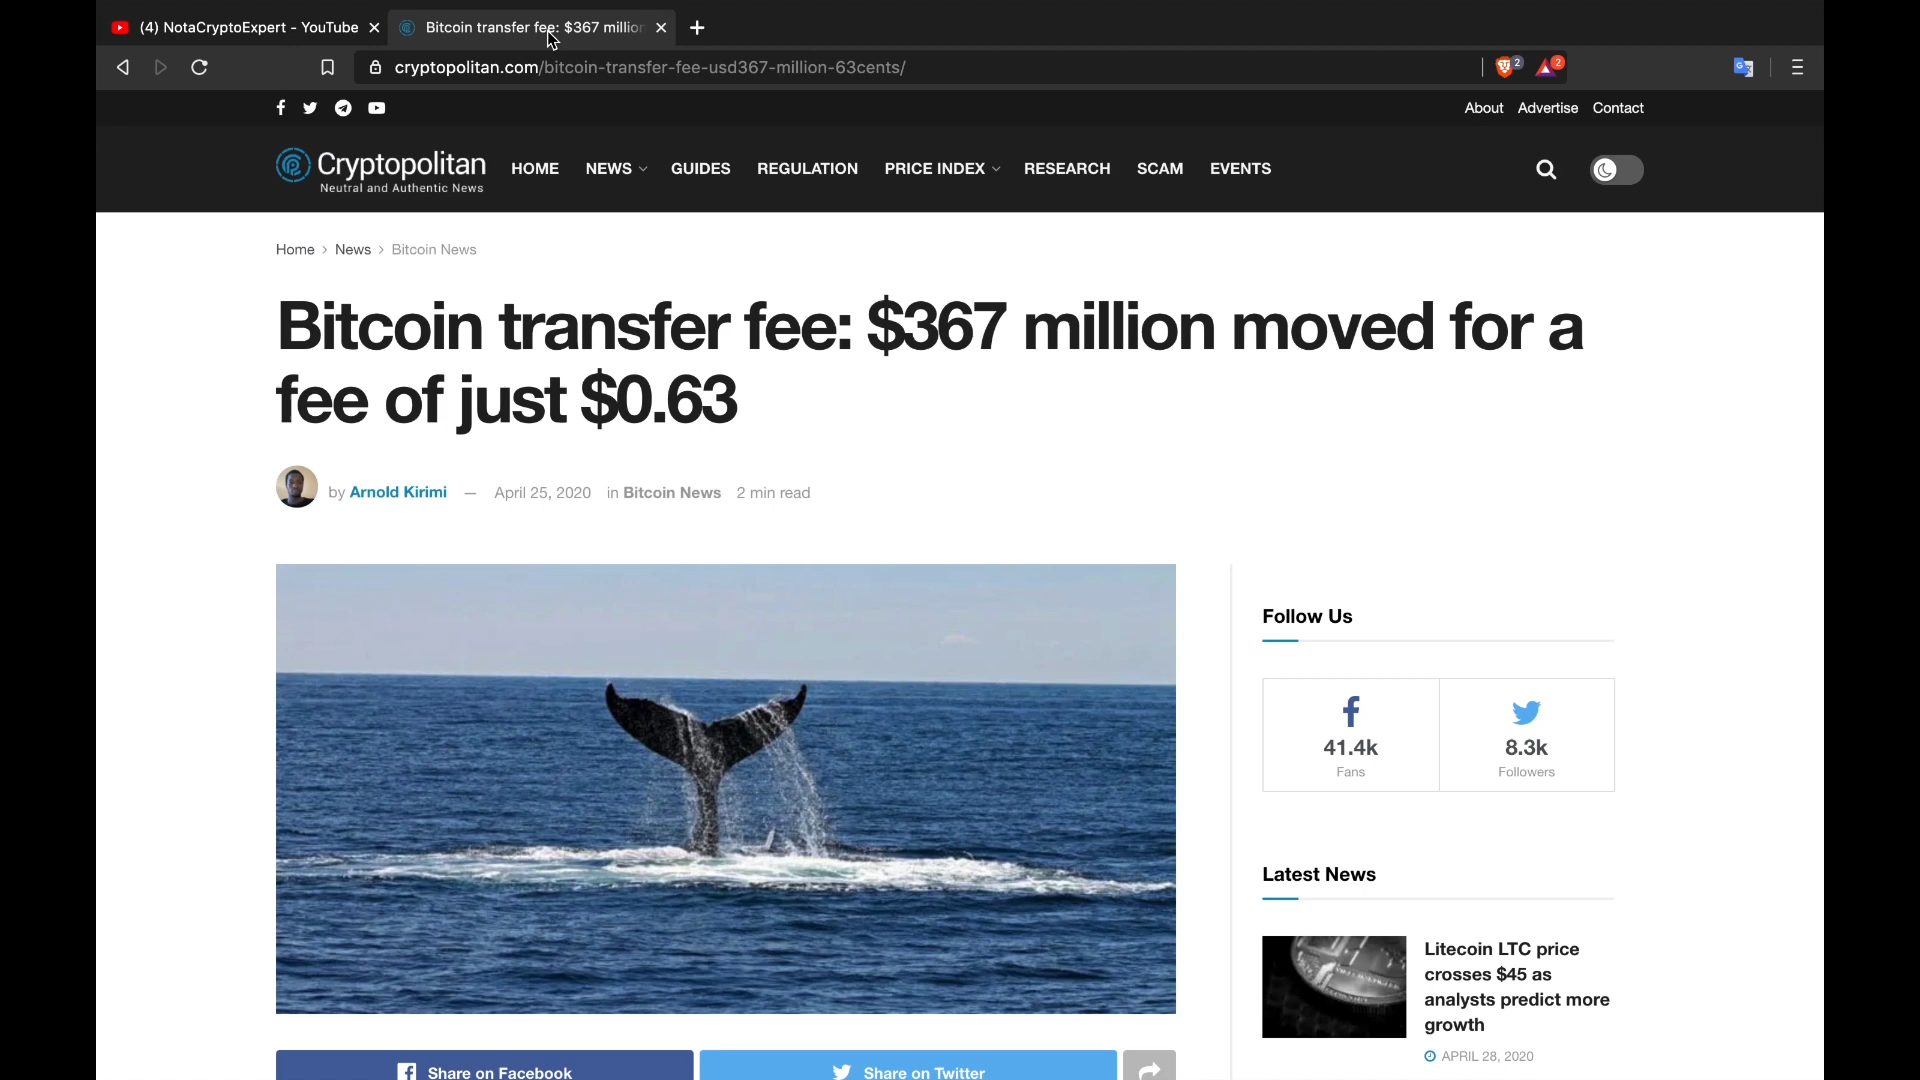 (4) NotaCryptoExpert - YouTube
Bitcoin transfer fee: $367 million
cryptopolitan.com/bitcoin-transfer-fee-usd367-million-63cents/
2
2
About Advertise Contact
Cryptopolitan
Neutral and Authentic News
HOME NEWS GUIDES REGULATION PRICE INDEX RESEARCH SCAM EVENTS
Home > News > Bitcoin News
Bitcoin transfer fee: $367 million moved for a
fee of just $0.63
by Arnold Kirimi — April 25, 2020 in Bitcoin News 2 min read
Follow Us
41.4k
Fans
8.3k
Followers
Latest News
Litecoin LTC price
crosses $45 as
analysts predict more
growth
APRIL 28, 2020
Share on Facebook
Share on Twitter